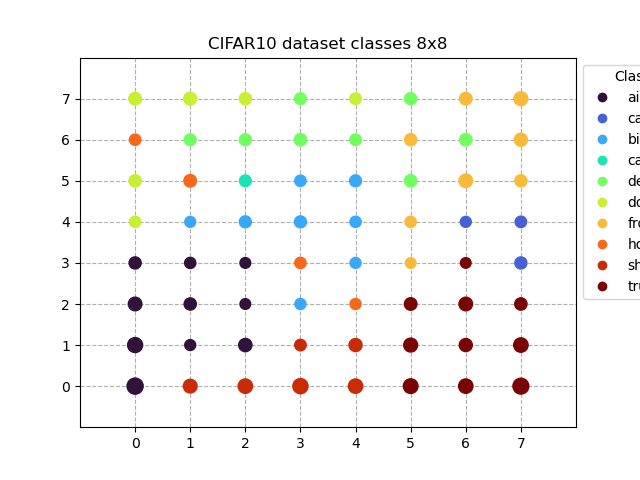 CIFAR10 dataset classes 8x8
7
6
5
4
3
2
1
0
0 1 2 3 4 5 6 7
Clas
ai
ca
bi
ca
de
do
fro
ho
sh
tru